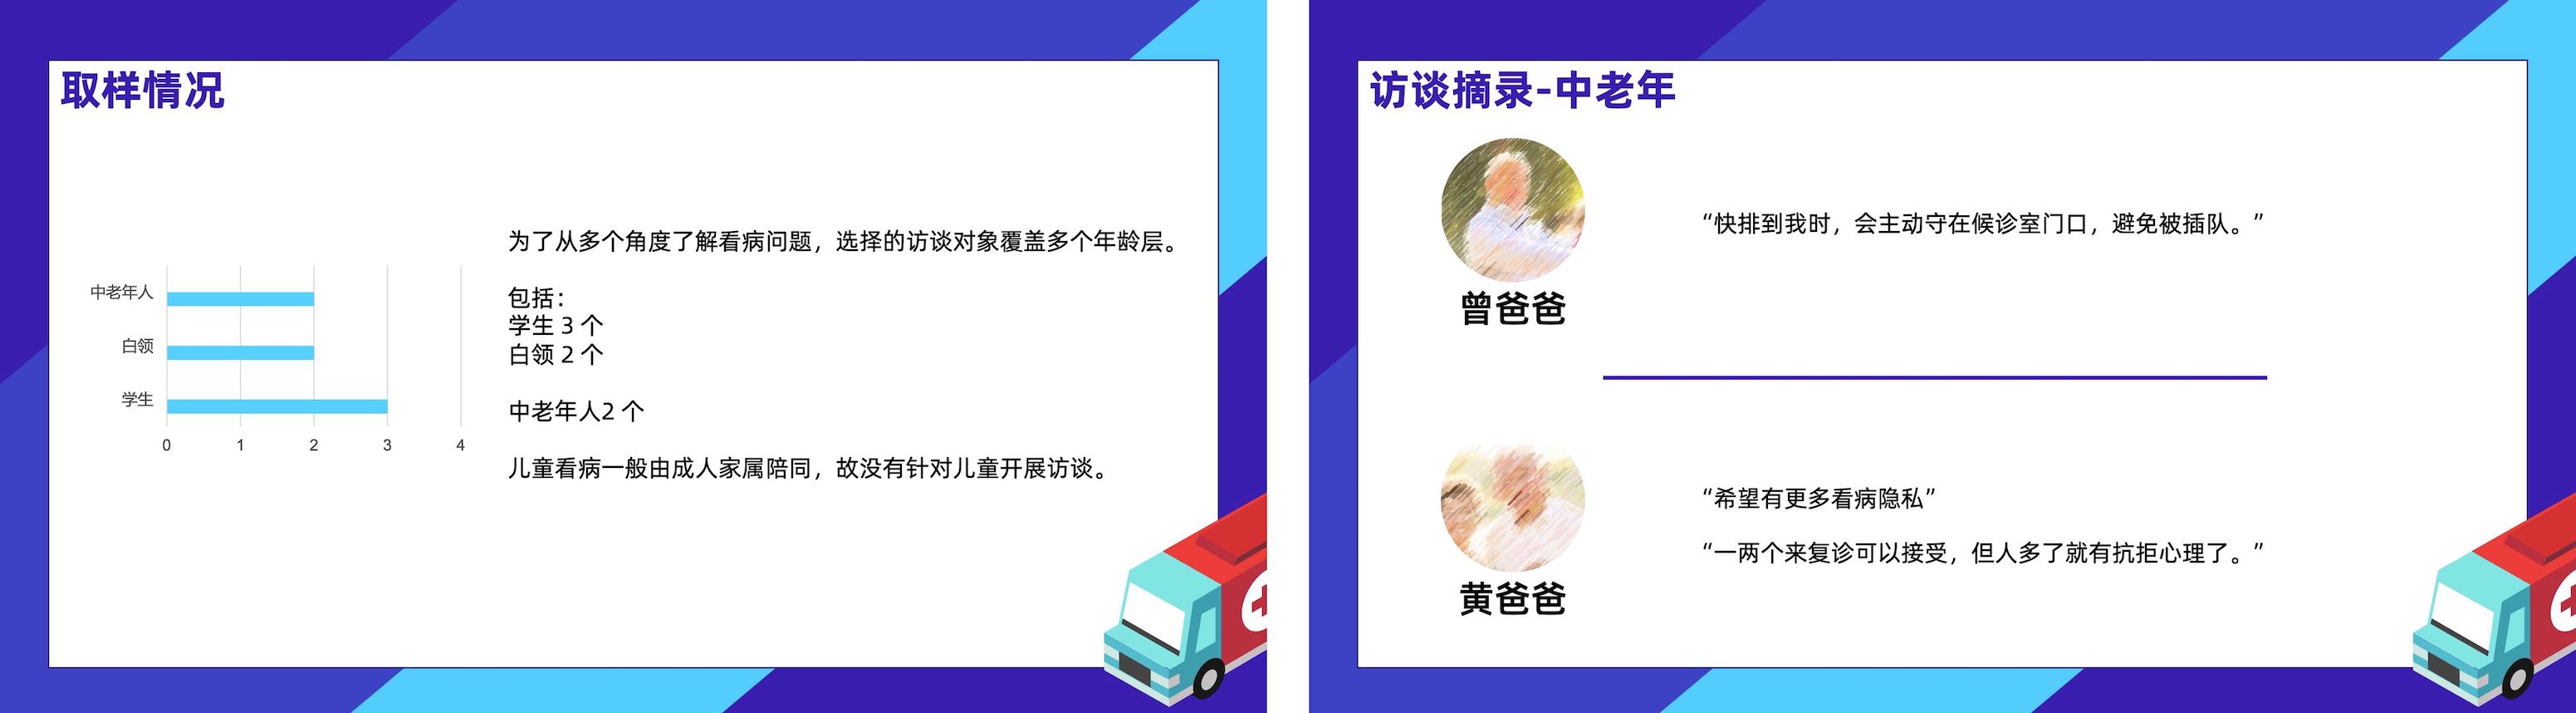 取样情况
为了从多个角度了解看病问题，选择的访谈对象覆盖多个年龄层。
包括：
学生 3 个
白领 2 个
中老年人2 个
儿童看病一般由成人家属陪同，故没有针对儿童开展访谈。
中老年人
白领
学生
0 1 2 3 4
访谈摘录-中老年
“快排到我时，会主动守在候诊室门口，避免被插队。”
曾爸爸
“希望有更多看病隐私”
“一两个来复诊可以接受，但人多了就有抗拒心理了。”
黄爸爸